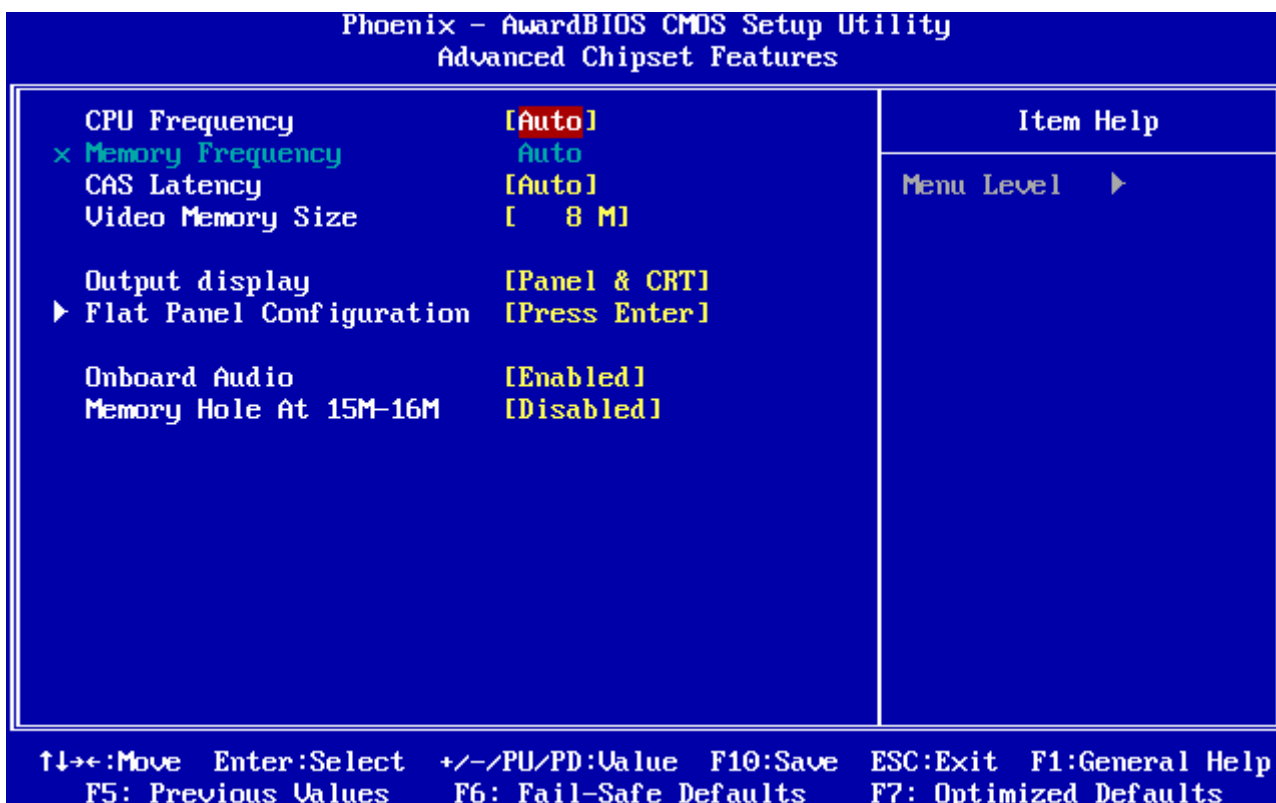 Phoenix - AwardBIOS CMOS Setup Utility
Advanced Chipset Features
CPU Frequency [Auto]
x Memory Frequency Auto
CAS Latency [Auto]
Video Memory Size [ 8 M]
Output display [Panel & CRT]
▶ Flat Panel Configuration [Press Enter]
Onboard Audio [Enabled]
Memory Hole At 15M-16M [Disabled]
Item Help
Menu Level ▶
↑↓→←:Move Enter:Select +/-/PU/PD:Value F10:Save ESC:Exit F1:General Help
F5: Previous Values F6: Fail-Safe Defaults F7: Optimized Defaults